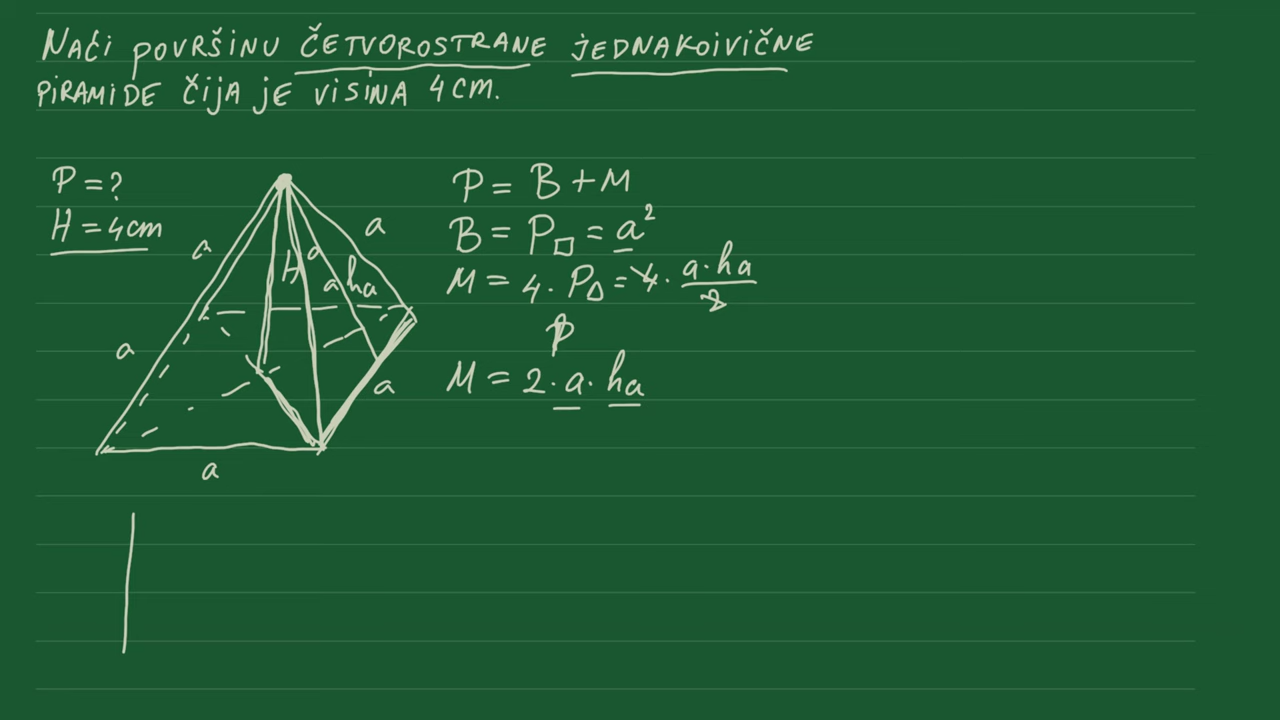 NAĆI POVRŠINU ČETVOROSTRANE JEDNAKOIVIČNE
PIRAMIDE ČIJA JE VISINA 4CM.
P = ?
H = 4cm
P = B + M
B = P□ = a²
M = 4 · P△ = 4 · a·ha / 2
M = 2 · a · ha
a
a
H
a
ha
a
a
a